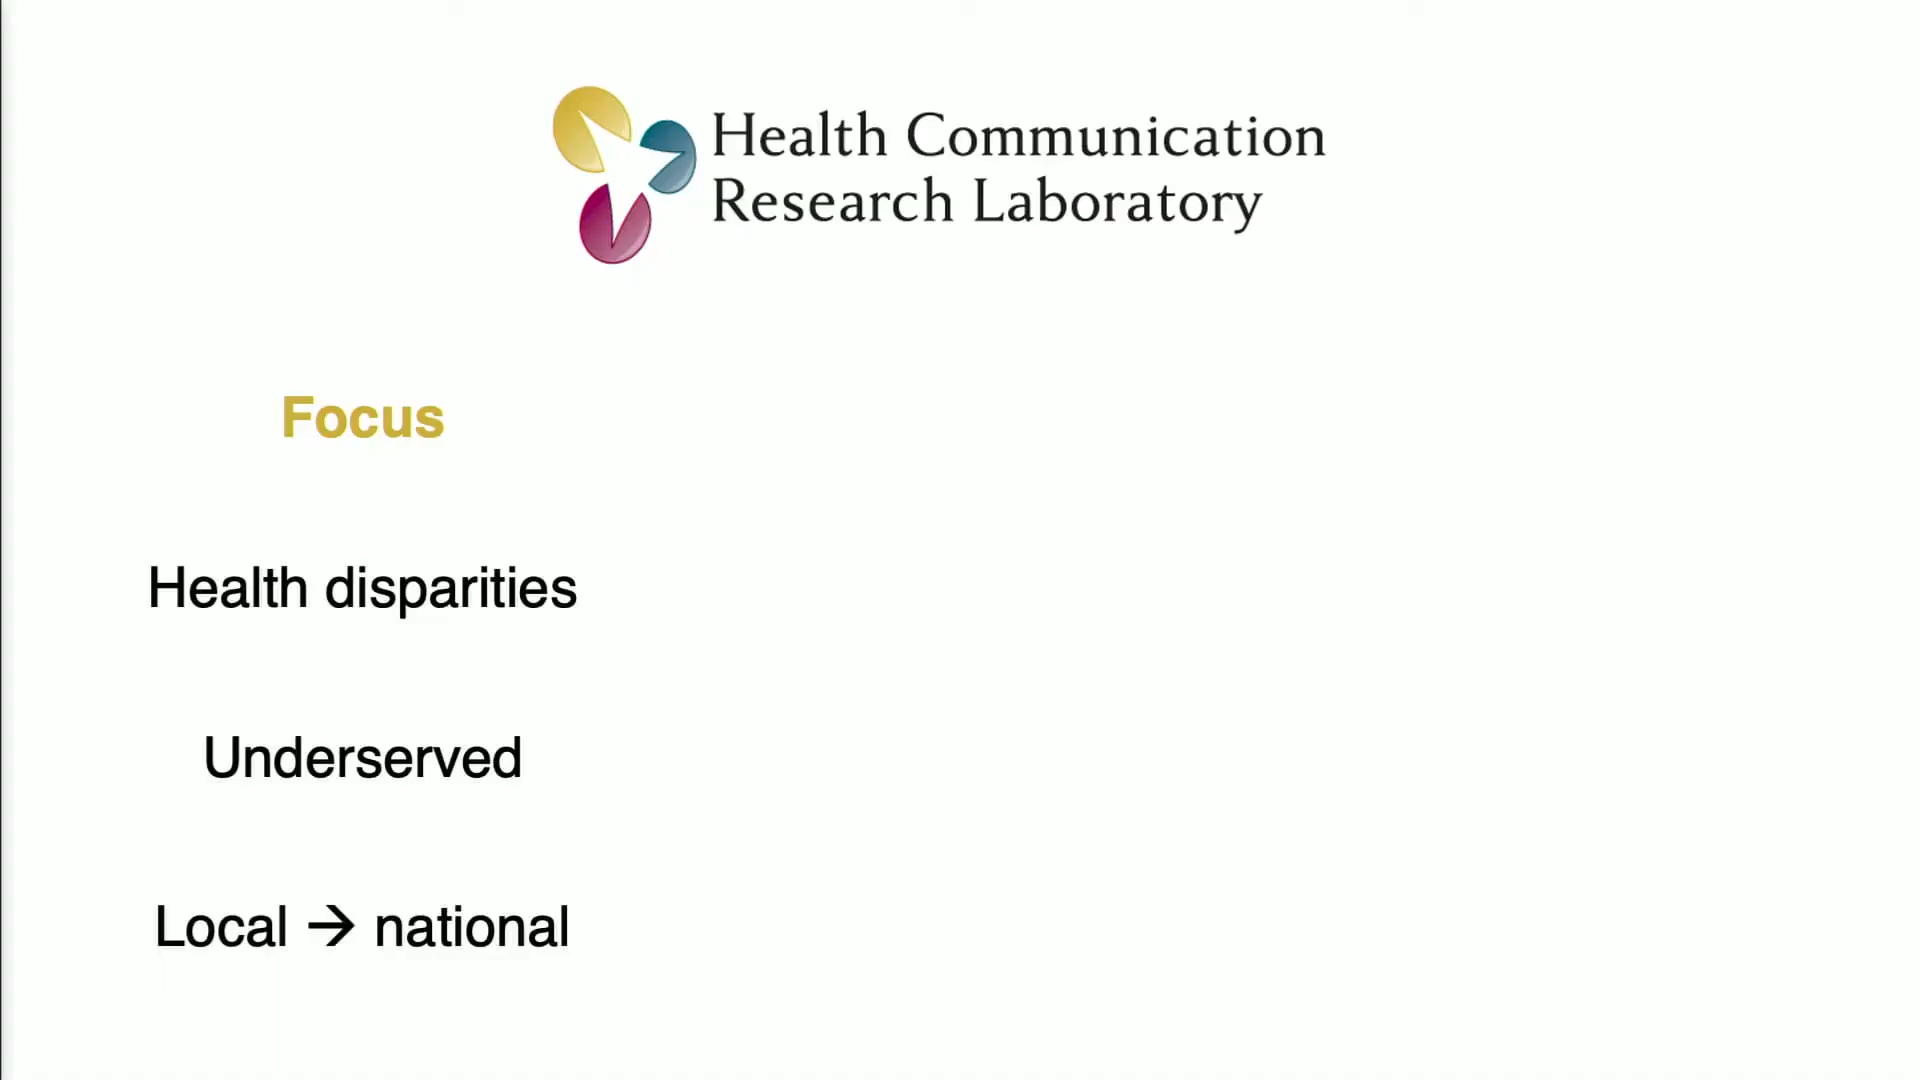 Health Communication
Research Laboratory
Focus
Health disparities
Underserved
Local → national